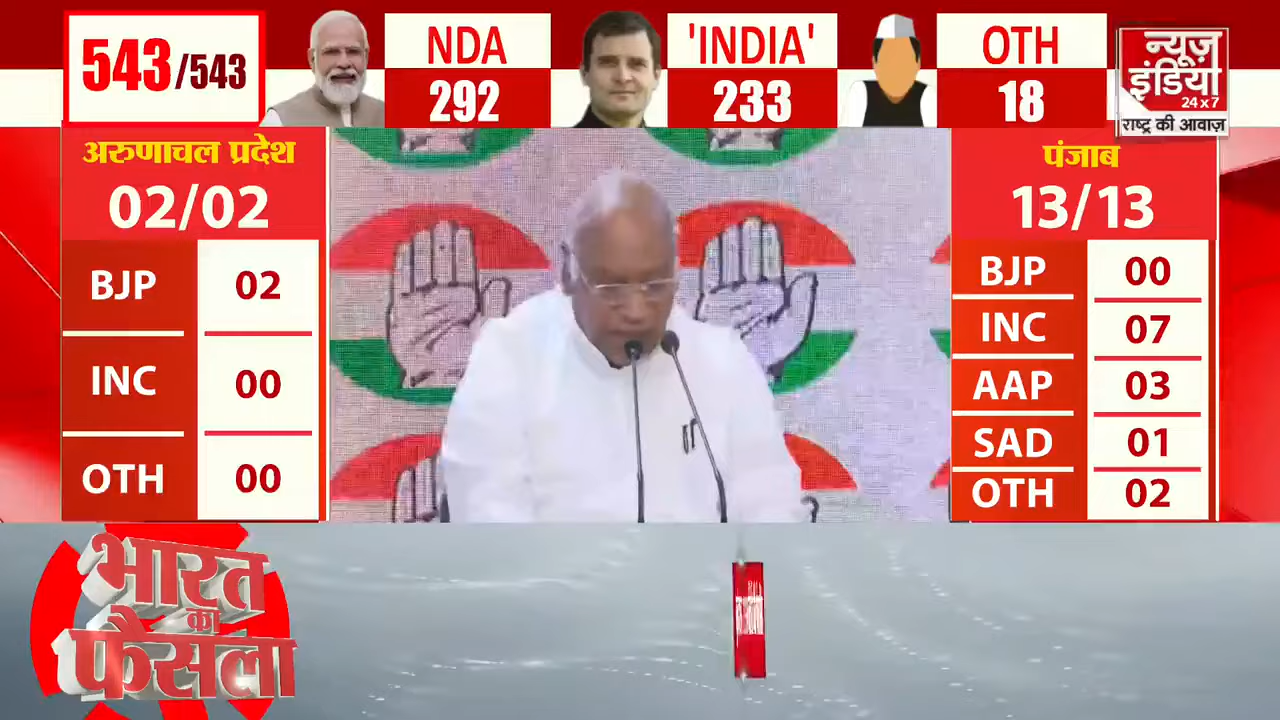 543/543
NDA
292
'INDIA'
233
OTH
18
न्यूज़
इंडिया
24x7
राष्ट्र की आवाज़
अरुणाचल प्रदेश
02/02
BJP 02
INC 00
OTH 00
पंजाब
13/13
BJP 00
INC 07
AAP 03
SAD 01
OTH 02
भारत
का
फैसला